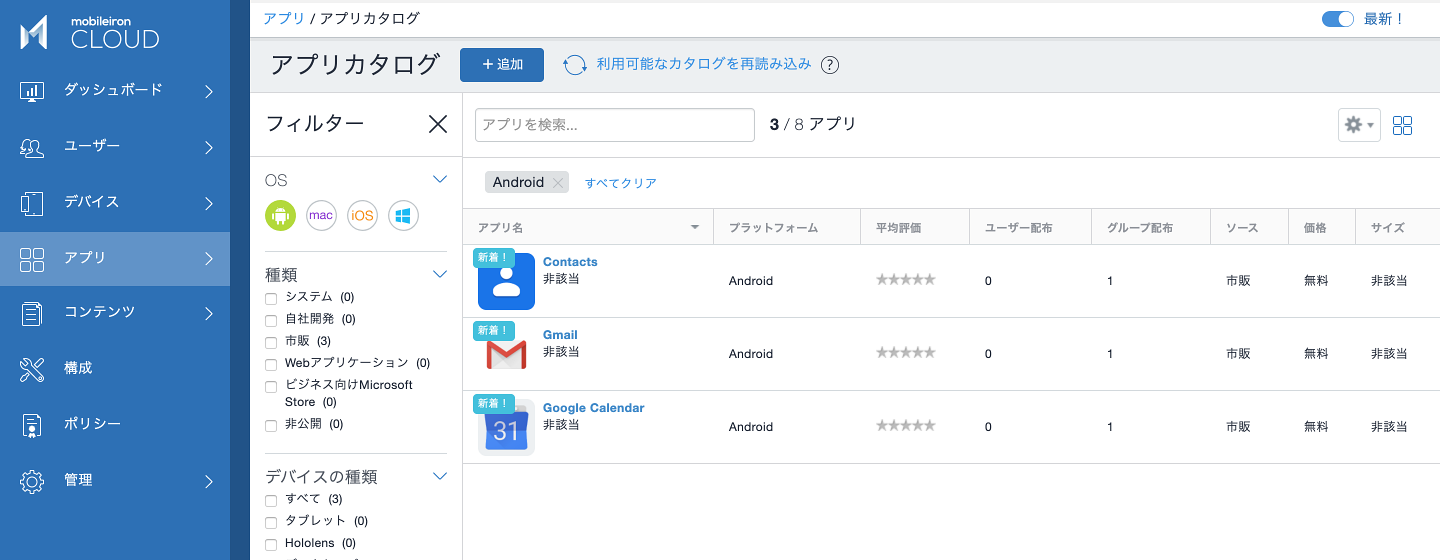 mobileiron
CLOUD
ダッシュボード
ユーザー
デバイス
アプリ
コンテンツ
構成
ポリシー
管理
アプリ / アプリカタログ
最新！
アプリカタログ
+ 追加
利用可能なカタログを再読み込み ?
フィルター
OS
mac
iOS
種類
システム (0)
自社開発 (0)
市販 (3)
Webアプリケーション (0)
ビジネス向けMicrosoft
Store (0)
非公開 (0)
デバイスの種類
すべて (3)
タブレット (0)
Hololens (0)
アプリを検索...
3 / 8 アプリ
Android
すべてクリア
アプリ名 プラットフォーム 平均評価 ユーザー配布 グループ配布 ソース 価格 サイズ
新着！
Contacts
非該当
Android 0 1 市販 無料 非該当
新着！
Gmail
非該当
Android 0 1 市販 無料 非該当
新着！
31
Google Calendar
非該当
Android 0 1 市販 無料 非該当